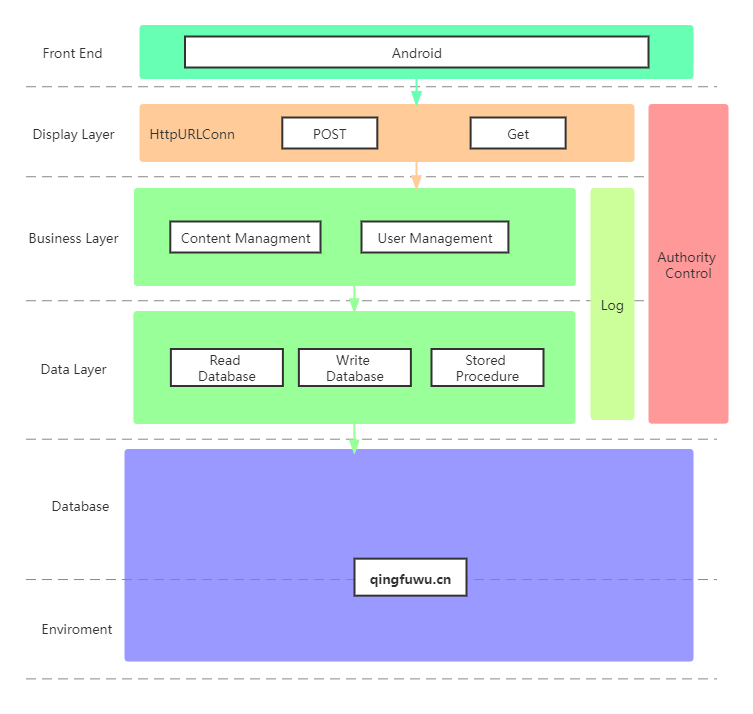 Front End
Android
Display Layer
HttpURLConn
POST
Get
Business Layer
Content Managment
User Management
Authority
Control
Log
Data Layer
Read
Database
Write
Database
Stored
Procedure
Database
qingfuwu.cn
Enviroment